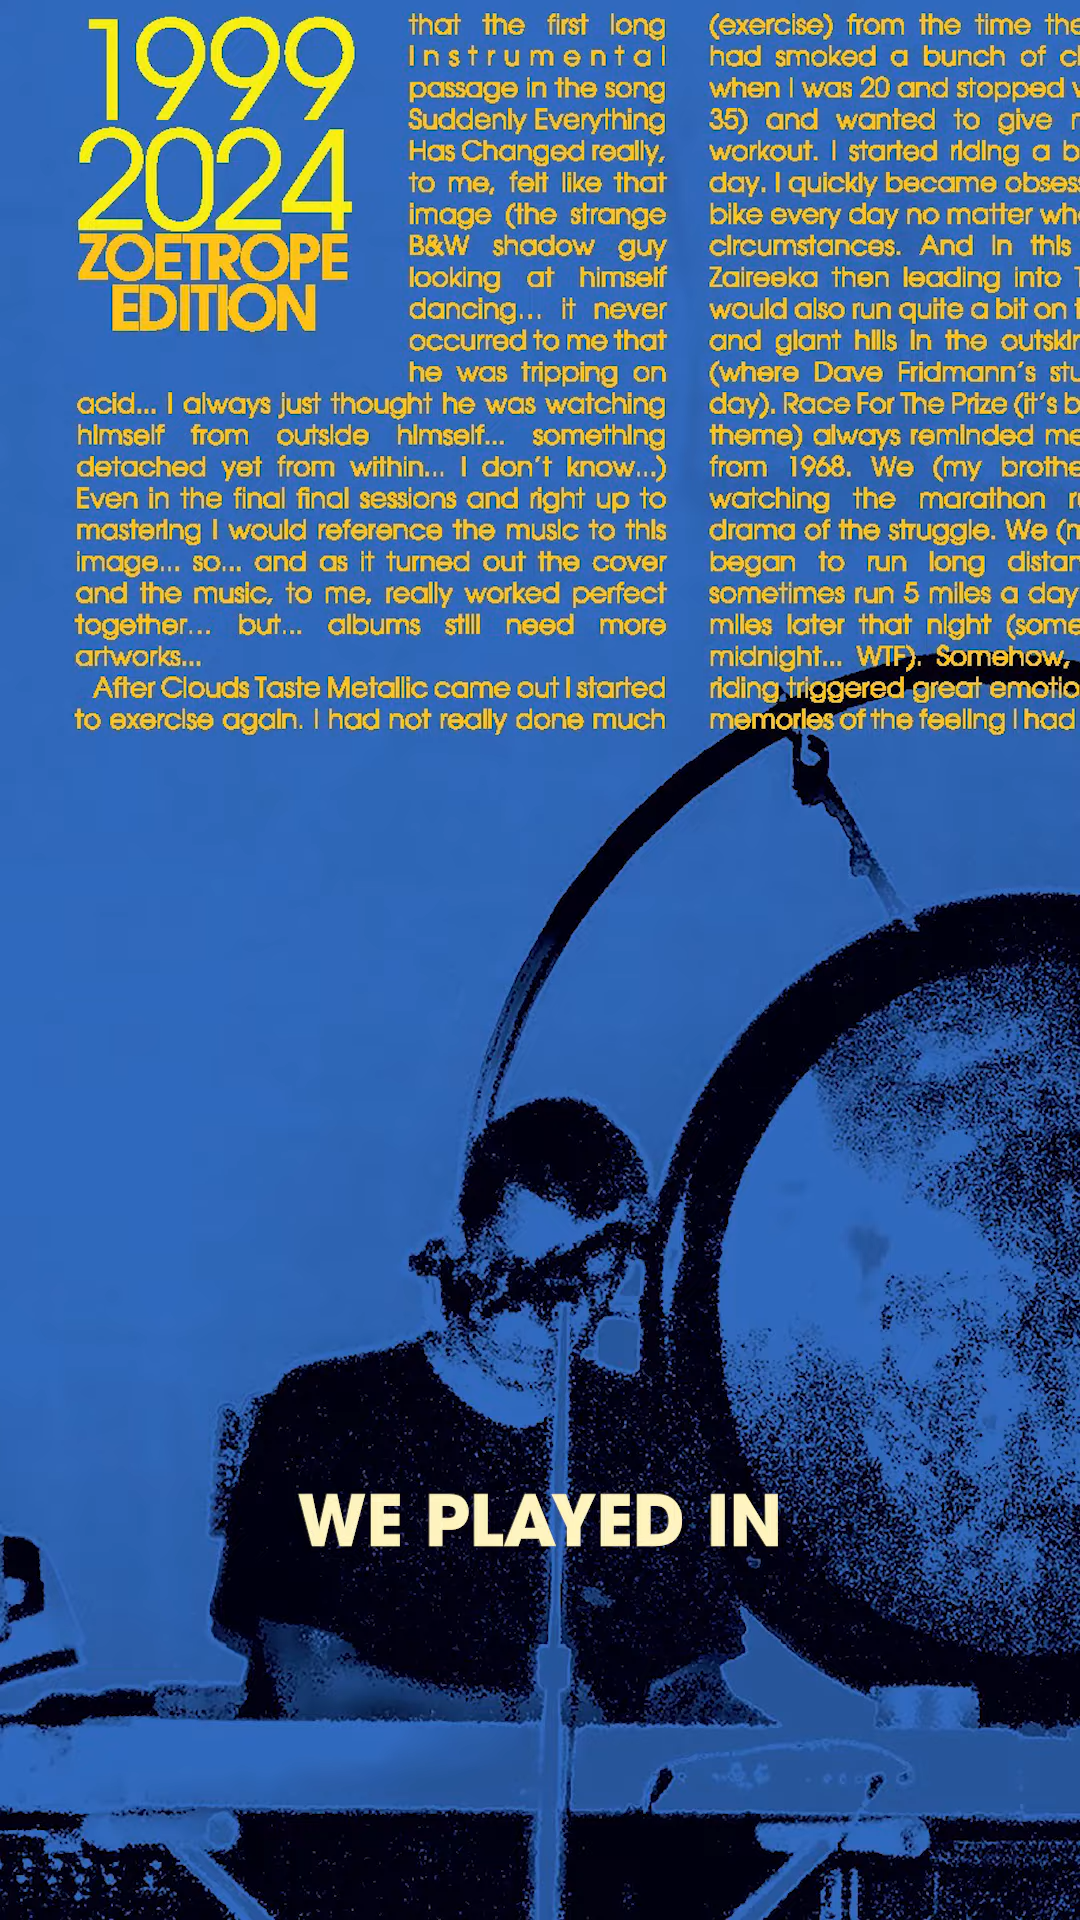 1999
2024
ZOETROPE
EDITION
that the first long
Instrumental
passage in the song
Suddenly Everything
Has Changed really,
to me, felt like that
image (the strange
B&W shadow guy
looking at himself
dancing... it never
occurred to me that
he was tripping on
acid... I always just thought he was watching
himself from outside himself... something
detached yet from within... I don't know...)
Even in the final final sessions and right up to
mastering I would reference the music to this
image... so... and as it turned out the cover
and the music, to me, really worked perfect
together... but... albums still need more
artworks...
After Clouds Taste Metallic came out I started
to exercise again. I had not really done much
(exercise) from the time the
had smoked a bunch of
when I was 20 and stopped
35) and wanted to give
workout. I started riding a
day. I quickly became
bike every day no matter
circumstances. And in this
Zaireeka then leading into
would also run quite a bit on
and giant hills in the
(where Dave Fridmann's
day). Race For The Prize (it's
theme) always reminded me
from 1968. We (my
watching the marathon
drama of the struggle. We
began to run long
sometimes run 5 miles a day
miles later that night
midnight... WTF). Somehow,
riding triggered great
memories of the feeling I had
WE PLAYED IN